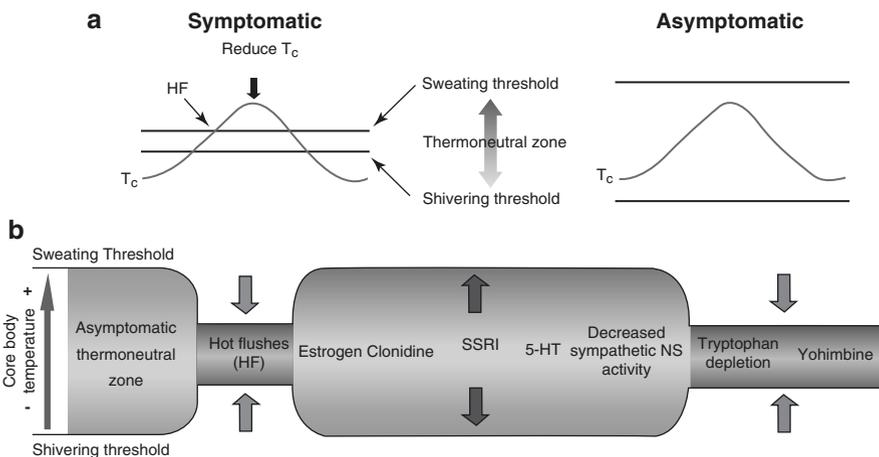 a
Symptomatic
Asymptomatic
Reduce Tc
HF
Sweating threshold
Thermoneutral zone
Tc
Shivering threshold
Tc
b
Sweating Threshold
Core body
- temperature +
Asymptomatic
thermoneutral
zone
Hot flushes
(HF)
Estrogen Clonidine
SSRI
5-HT
Decreased
sympathetic NS
activity
Tryptophan
depletion
Yohimbine
Shivering threshold